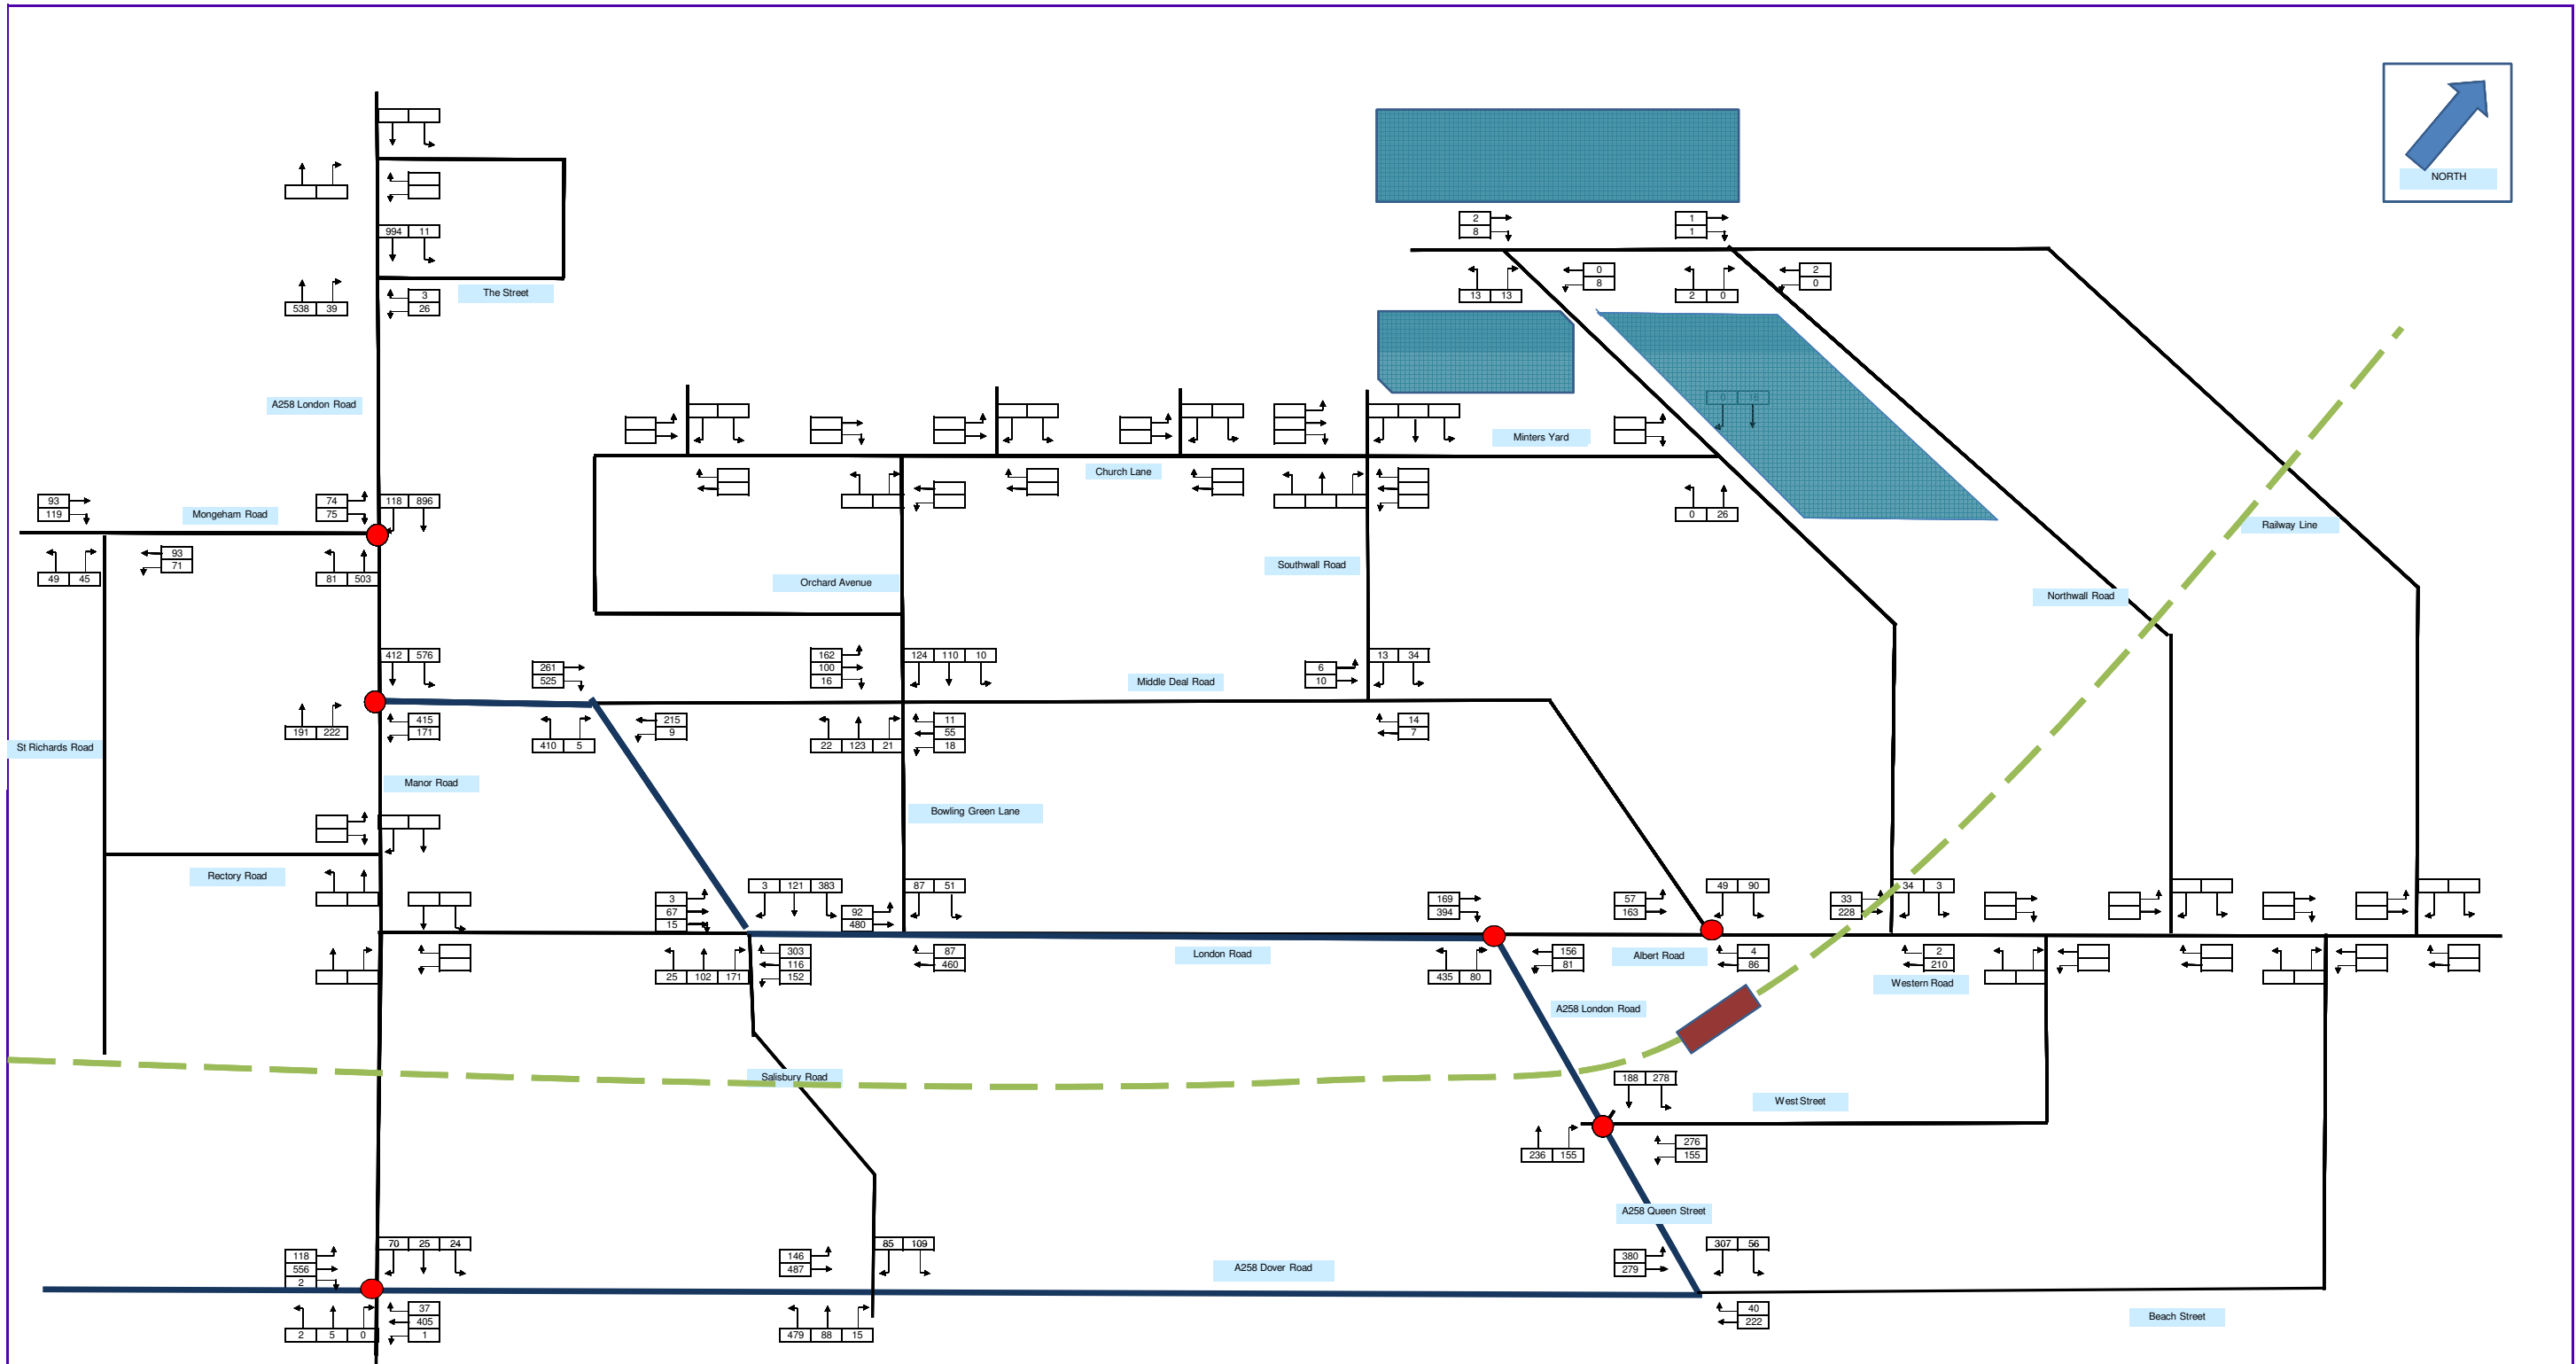 NORTH
2
8
1
1
994 11
0
8
2
0
The Street
538 39
3
26
13 13
2 0
A258 London Road
0 16
Minters Yard
Church Lane
93
119
Mongeham Road
74
75
118 896
0 26
Railway Line
93
71
49 45
81 503
Orchard Avenue
Southwall Road
Northwall Road
412 576
261
525
162
100
16
124 110 10
6
10
13 34
Middle Deal Road
191 222
415
171
410 5
215
9
22 123 21
11
55
18
14
7
St Richards Road
Manor Road
Bowling Green Lane
Rectory Road
3
67
15
3 121 383
92
480
87 51
169
394
57
163
49 90
33
228
34 3
25 102 171
303
116
152
87
460
London Road
435 80
156
81
Albert Road
4
86
2
210
Western Road
A258 London Road
Salisbury Road
188 278
West Street
236 155
276
155
A258 Queen Street
118
556
2
70 25 24
146
487
85 109
A258 Dover Road
380
279
307 56
2 5 0
37
405
1
479 88 15
40
222
Beach Street